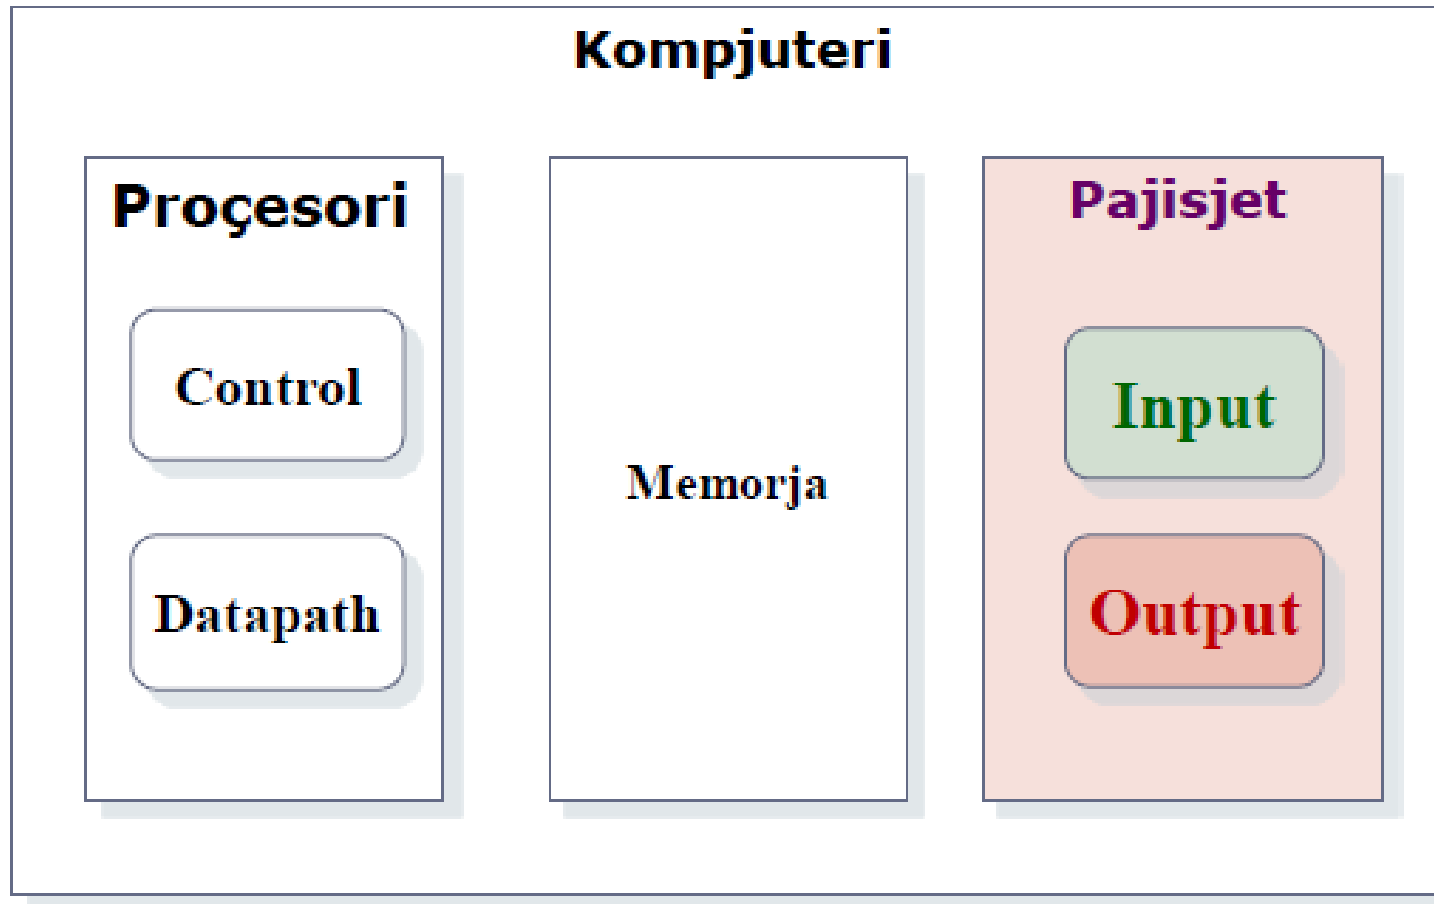 Kompjuteri
Proçesori
Control
Datapath
Memorja
Pajisjet
Input
Output